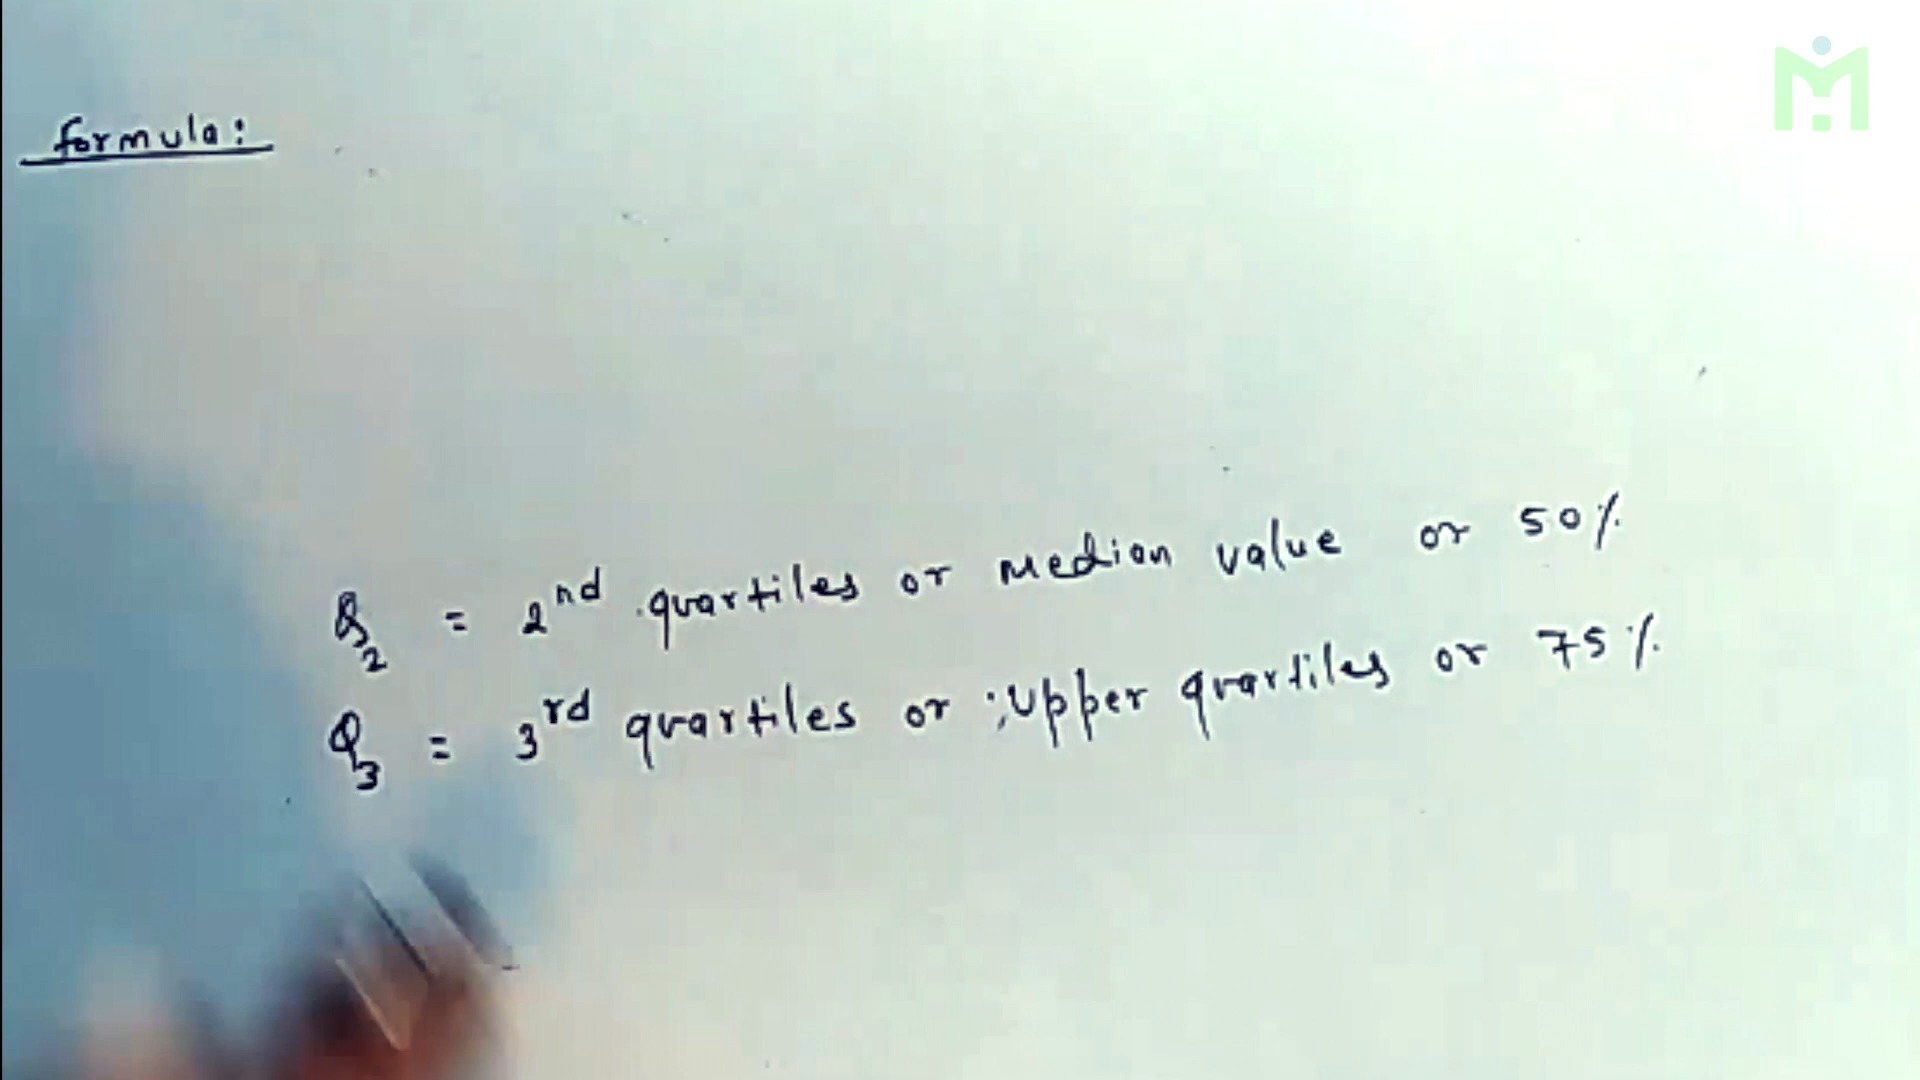 formula:
Q2 = 2nd quartiles or median value or 50%
Q3 = 3rd quartiles or upper quartiles or 75%